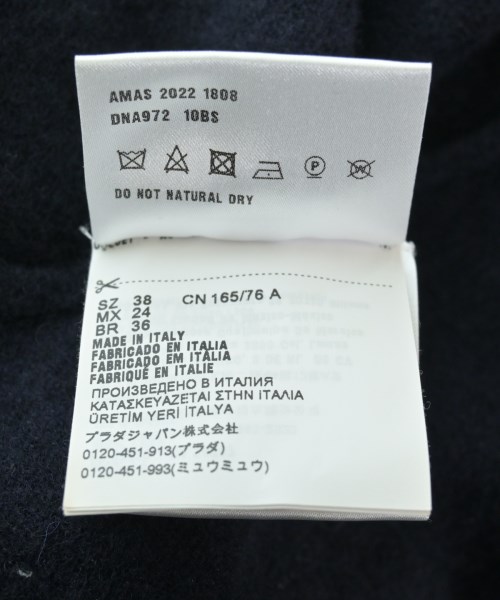 AMAS 2022 1808
DNA972 10BS
P
W
DO NOT NATURAL DRY
SZ 38 CN 165/76 A
MX 24
BR 36
MADE IN ITALY
FABRICADO EN ITALIA
FABRICADO EM ITÁLIA
FABRIQUÉ EN ITALIE
ПРОИЗВЕДЕНО В ИТАЛИЯ
ΚΑΤΑΣΚΕΥΑΖΕΤΑΙ ΣΤΗΝ ΙΤΑΛΙΑ
ÜRETİM YERİ İTALYA
プラダジャパン株式会社
0120-451-913(プラダ)
0120-451-993(ミュウミュウ)